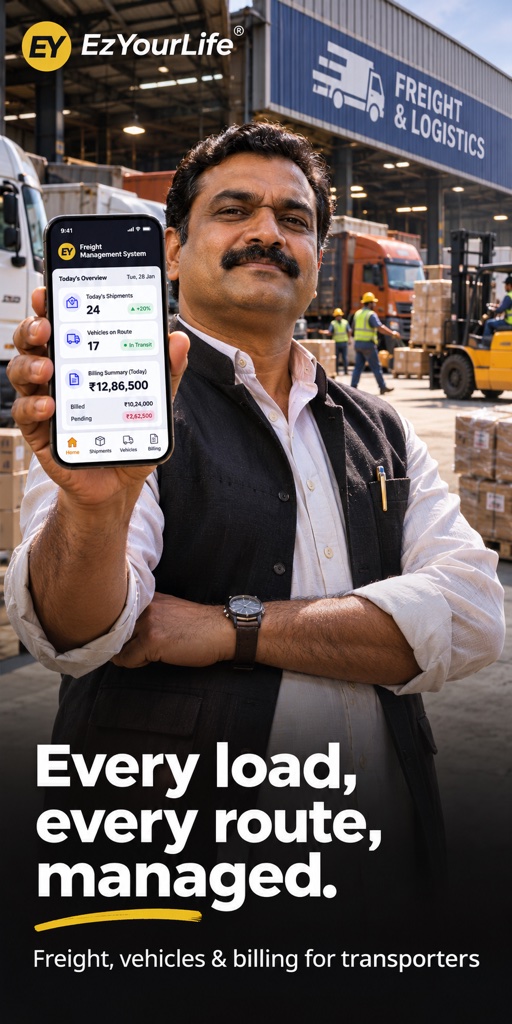 EY EzYourLife®
FREIGHT
& LOGISTICS
9:41
EY Freight
Management System
Today's Overview Tue, 28 Jan
Today's Shipments
24 ▲ +20%
Vehicles on Route
17 In Transit
Billing Summary (Today)
₹12,86,500
Billed ₹10,24,000
Pending ₹2,62,500
Home Shipments Vehicles Billing
Every load,
every route,
managed.
Freight, vehicles & billing for transporters